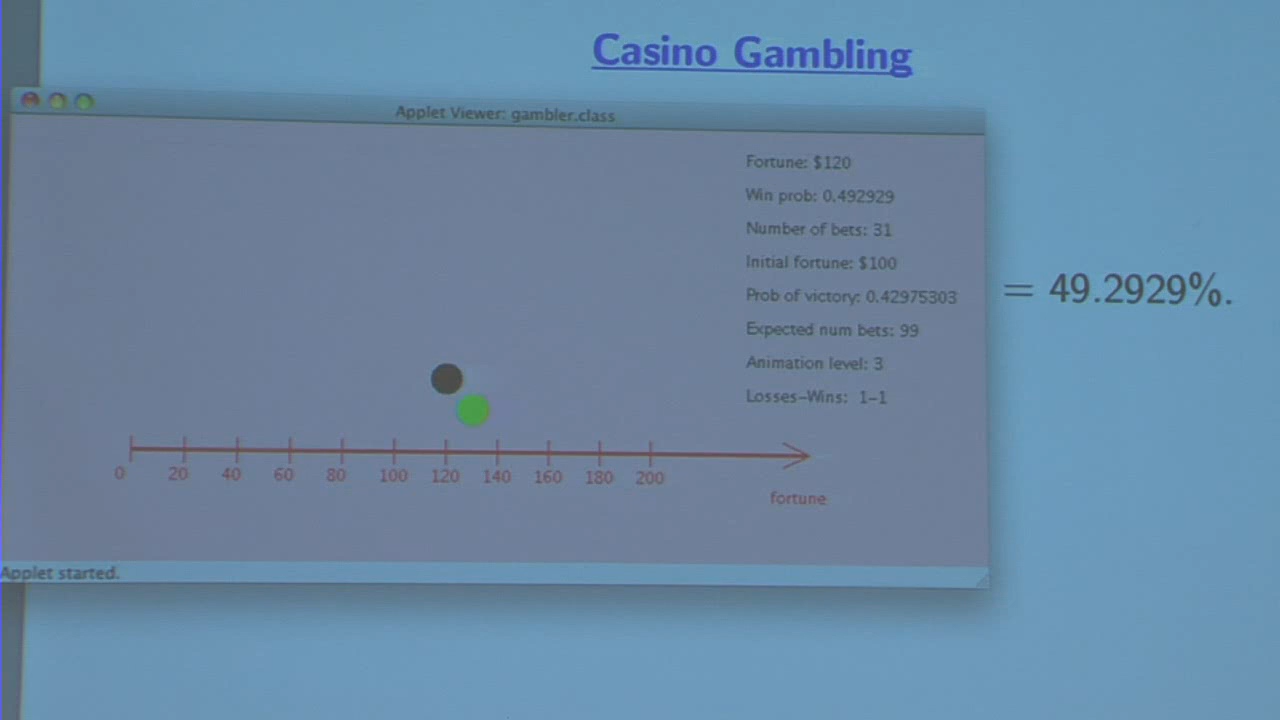 Casino Gambling
Applet Viewer: gambler.class
Fortune: $120
Win prob: 0.492929
Number of bets: 31
Initial fortune: $100
Prob of victory: 0.42975303
Expected num bets: 99
Animation level: 3
Losses-Wins: 1-1
= 49.2929%.
0 20 40 60 80 100 120 140 160 180 200
fortune
Applet started.